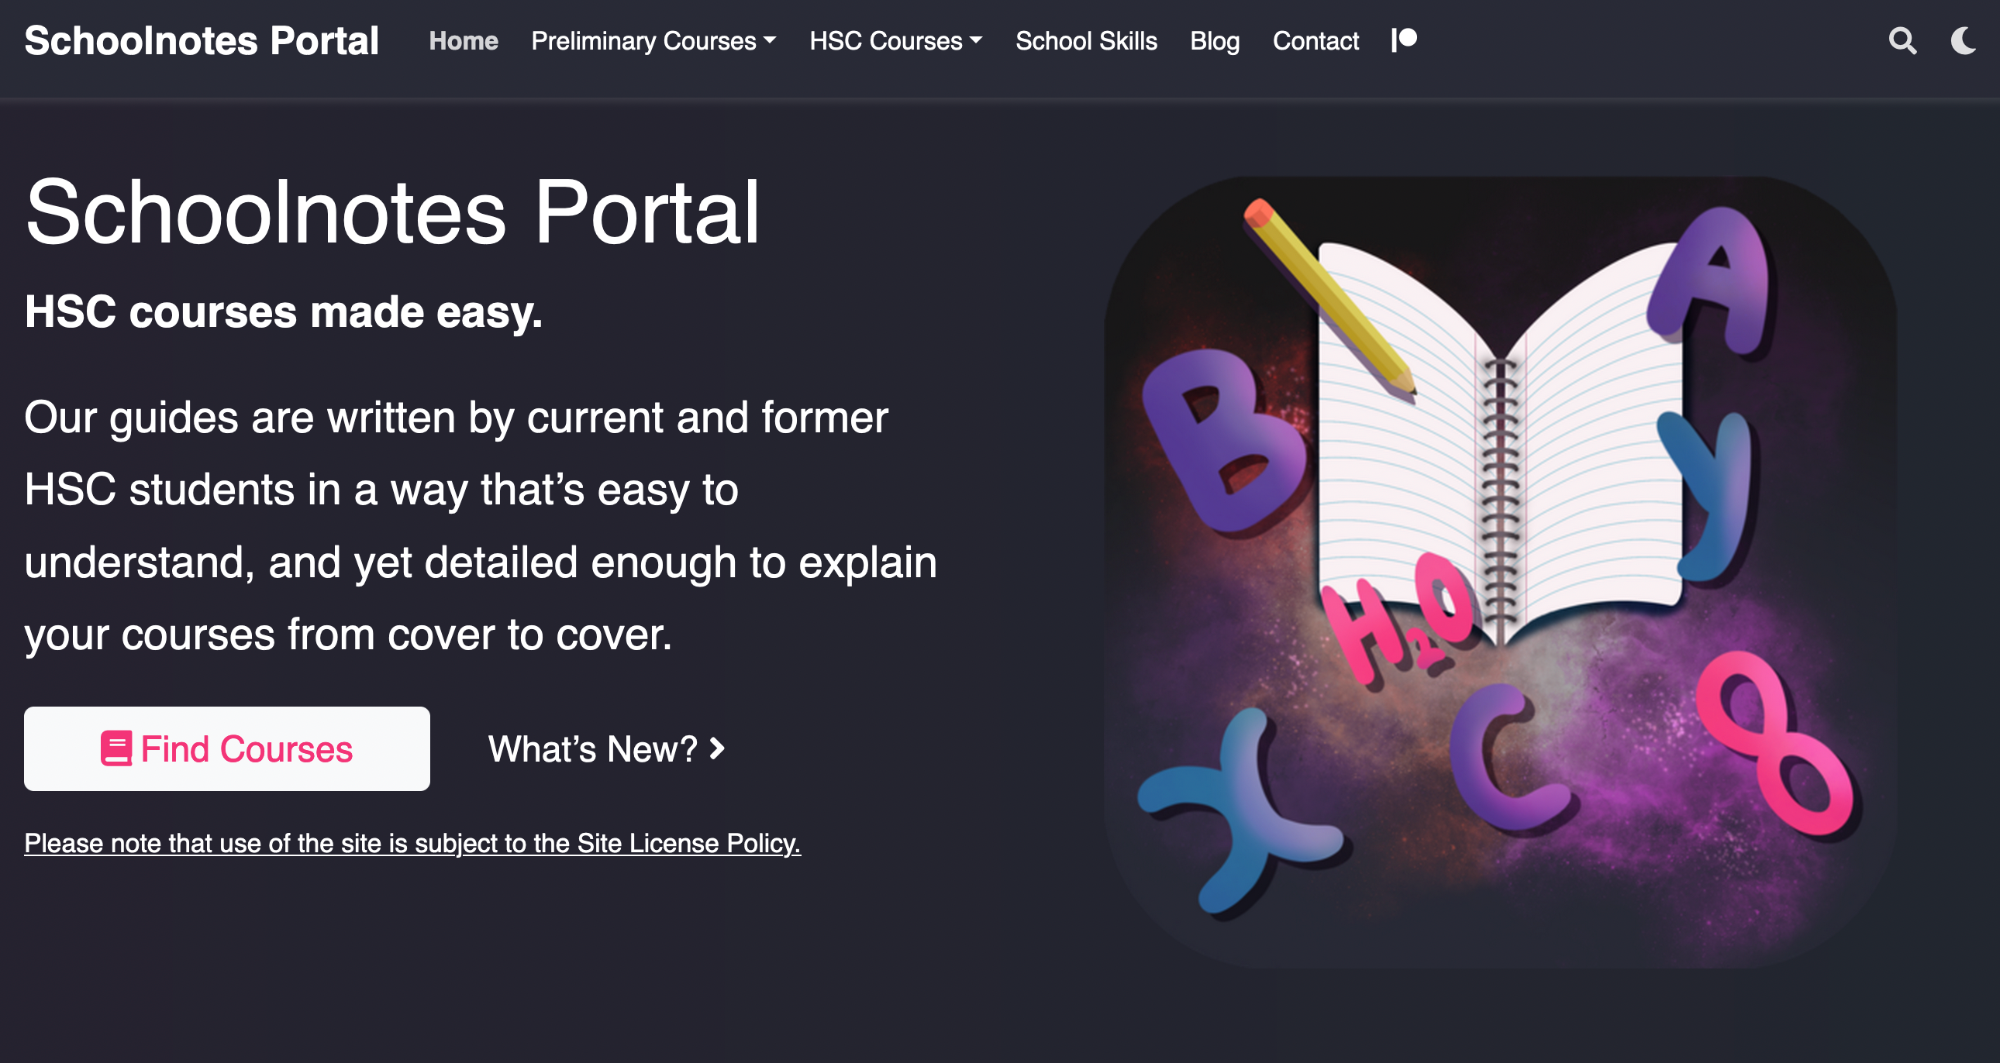 Schoolnotes Portal Home Preliminary Courses HSC Courses School Skills Blog Contact
Schoolnotes Portal
HSC courses made easy.
Our guides are written by current and former
HSC students in a way that’s easy to
understand, and yet detailed enough to explain
your courses from cover to cover.
Find Courses What’s New?
Please note that use of the site is subject to the Site License Policy.
A
B
y
H₂O
C
8
x